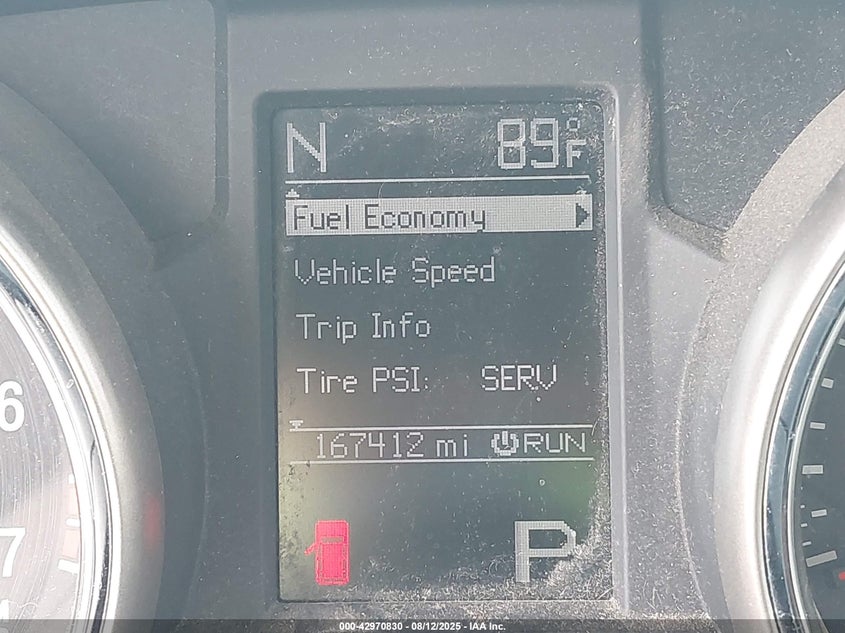 N 89°F
Fuel Economy
Vehicle Speed
Trip Info
Tire PSI: SERV
167412 mi RUN
P
6
7
000-42970830 - 08/12/2025 - IAA Inc.